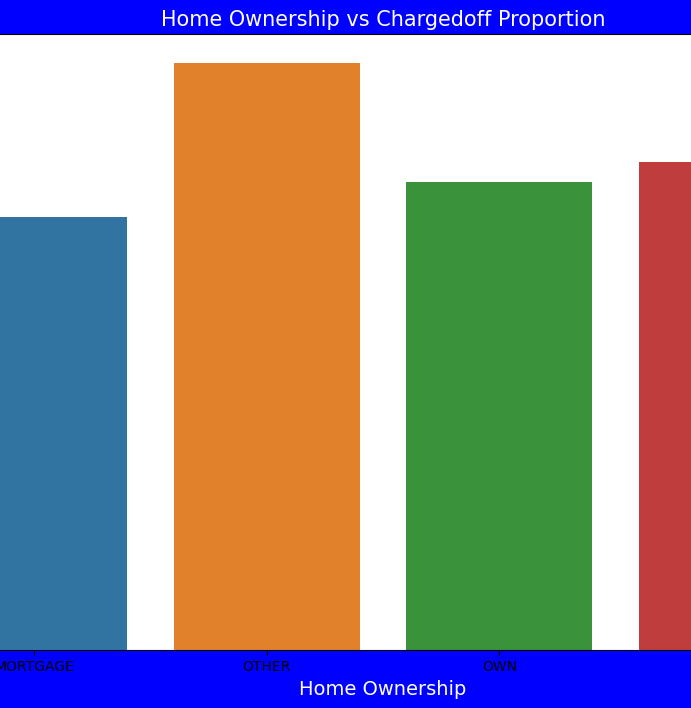 Home Ownership vs Chargedoff Proportion
MORTGAGE OTHER OWN
Home Ownership